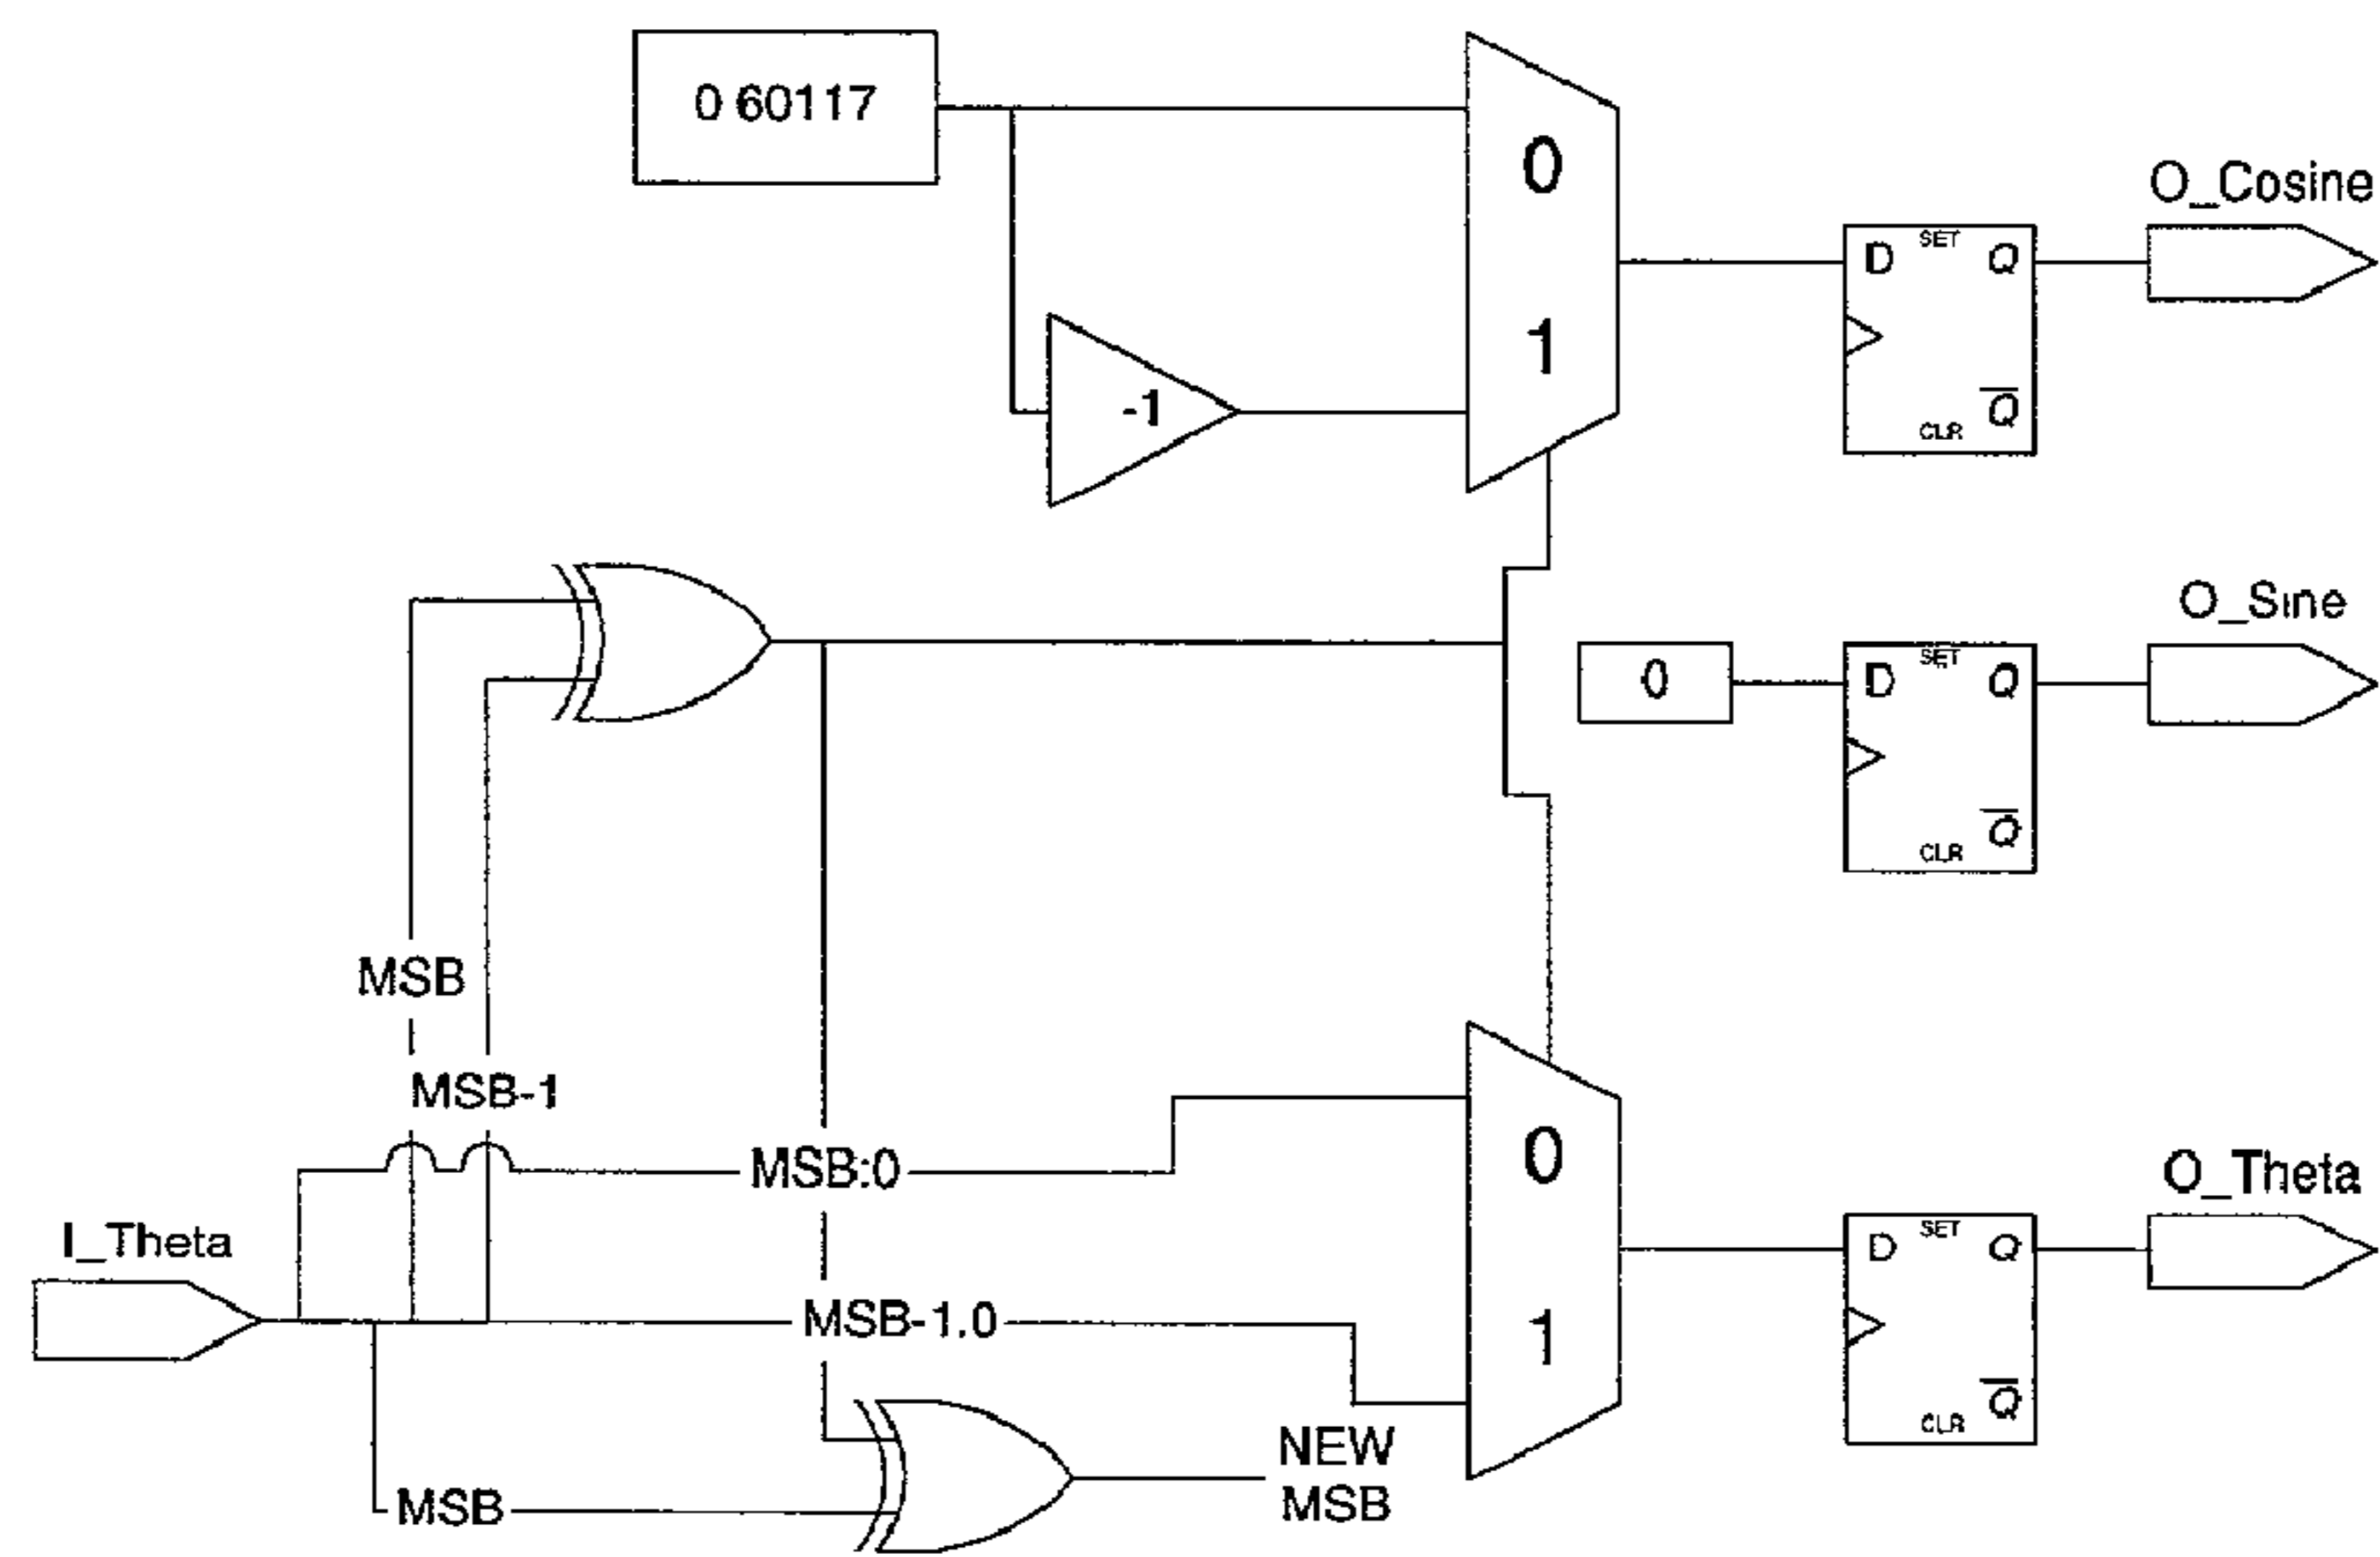 0 60117
0
1
-1
O_Cosine
D
SET
Q
Q
CLR
O_Sine
0
D
SET
Q
Q
CLR
MSB
MSB-1
MSB:0
I_Theta
MSB-1.0
0
1
O_Theta
D
SET
Q
Q
CLR
NEW
MSB
MSB